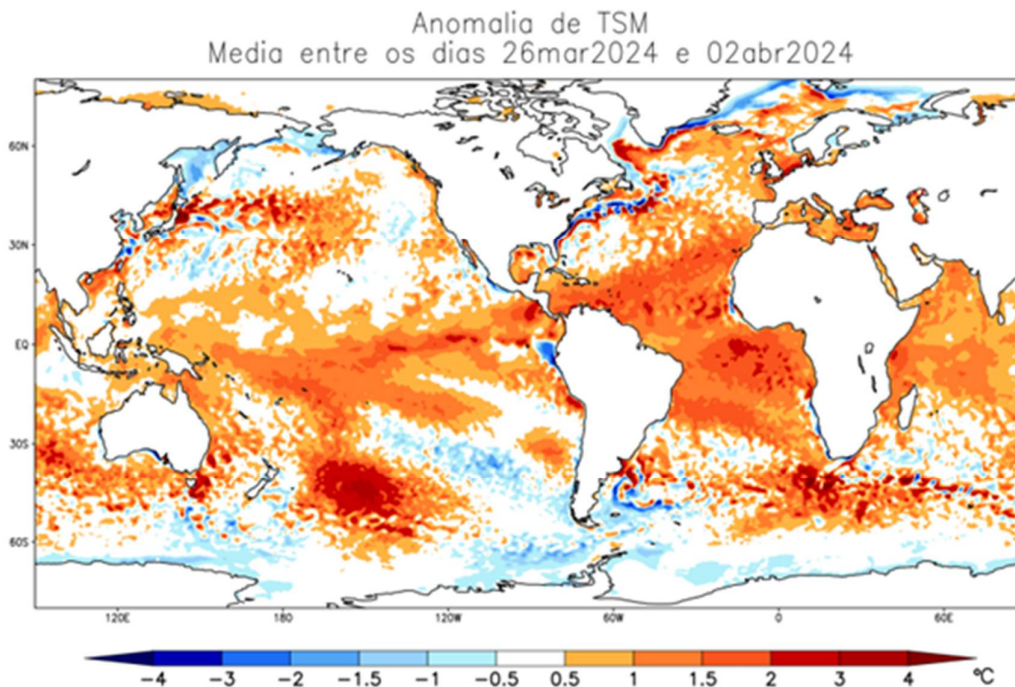 Anomalia de TSM
Media entre os dias 26mar2024 e 02abr2024
60N
30N
EQ
30S
60S
120E 180 120W 60W 0 60E
-4 -3 -2 -1.5 -1 -0.5 0.5 1 1.5 2 3 4 ºC